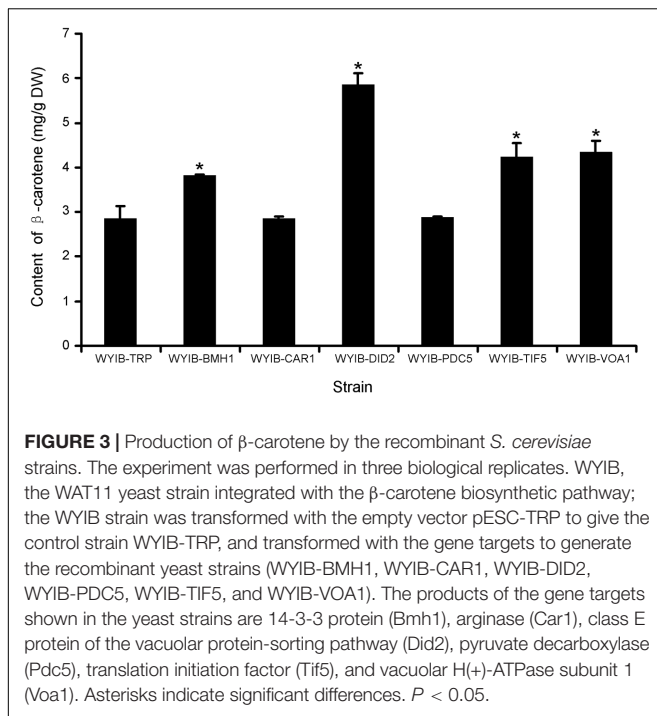 7
6
5
4
3
2
1
0
Content of β-carotene (mg/g DW)
*
*
*
*
WYIB-TRP WYIB-BMH1 WYIB-CAR1 WYIB-DID2 WYIB-PDC5 WYIB-TIF5 WYIB-VOA1
Strain
FIGURE 3 | Production of β-carotene by the recombinant S. cerevisiae
strains. The experiment was performed in three biological replicates. WYIB,
the WAT11 yeast strain integrated with the β-carotene biosynthetic pathway;
the WYIB strain was transformed with the empty vector pESC-TRP to give the
control strain WYIB-TRP, and transformed with the gene targets to generate
the recombinant yeast strains (WYIB-BMH1, WYIB-CAR1, WYIB-DID2,
WYIB-PDC5, WYIB-TIF5, and WYIB-VOA1). The products of the gene targets
shown in the yeast strains are 14-3-3 protein (Bmh1), arginase (Car1), class E
protein of the vacuolar protein-sorting pathway (Did2), pyruvate decarboxylase
(Pdc5), translation initiation factor (Tif5), and vacuolar H(+)-ATPase subunit 1
(Voa1). Asterisks indicate significant differences. P < 0.05.